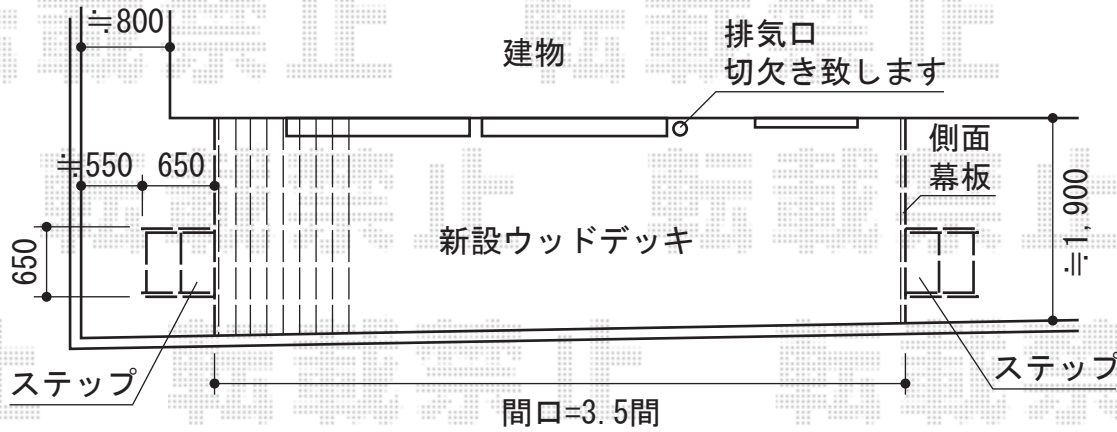 ≒800
建物
排気口
切欠き致します
≒550
650
側面
幕板
≒1,900
650
新設ウッドデッキ
ステップ
ステップ
間口=3.5間